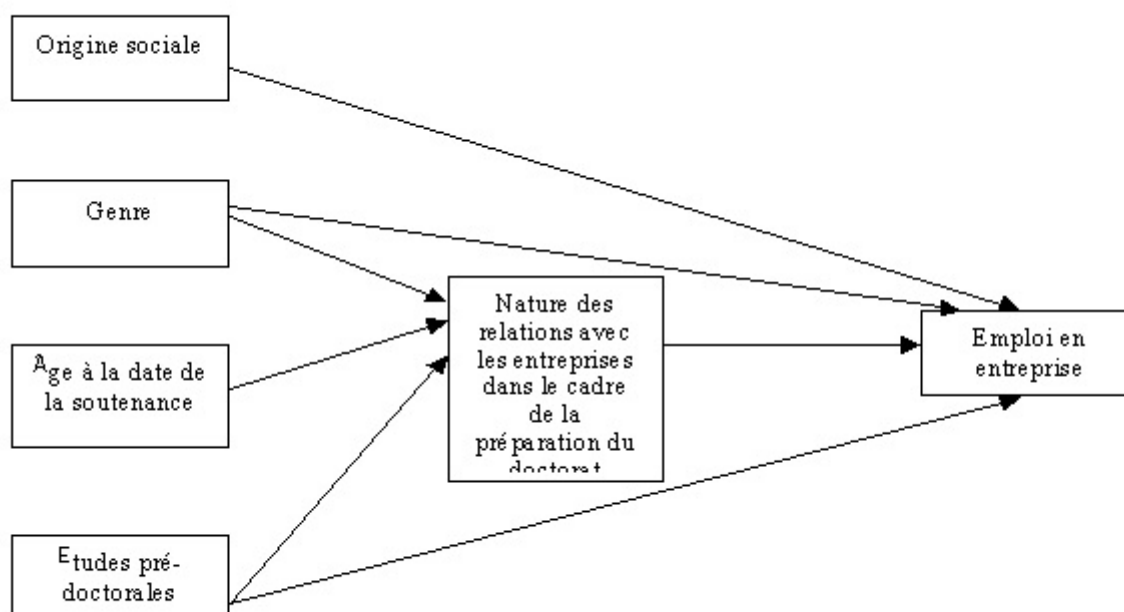 Origine sociale
Genre
Age à la date de
la soutenance
Etudes pré-
doctorales
Nature des
relations avec
les entreprises
dans le cadre
de la
préparation du
doctorat
Emploi en
entreprise